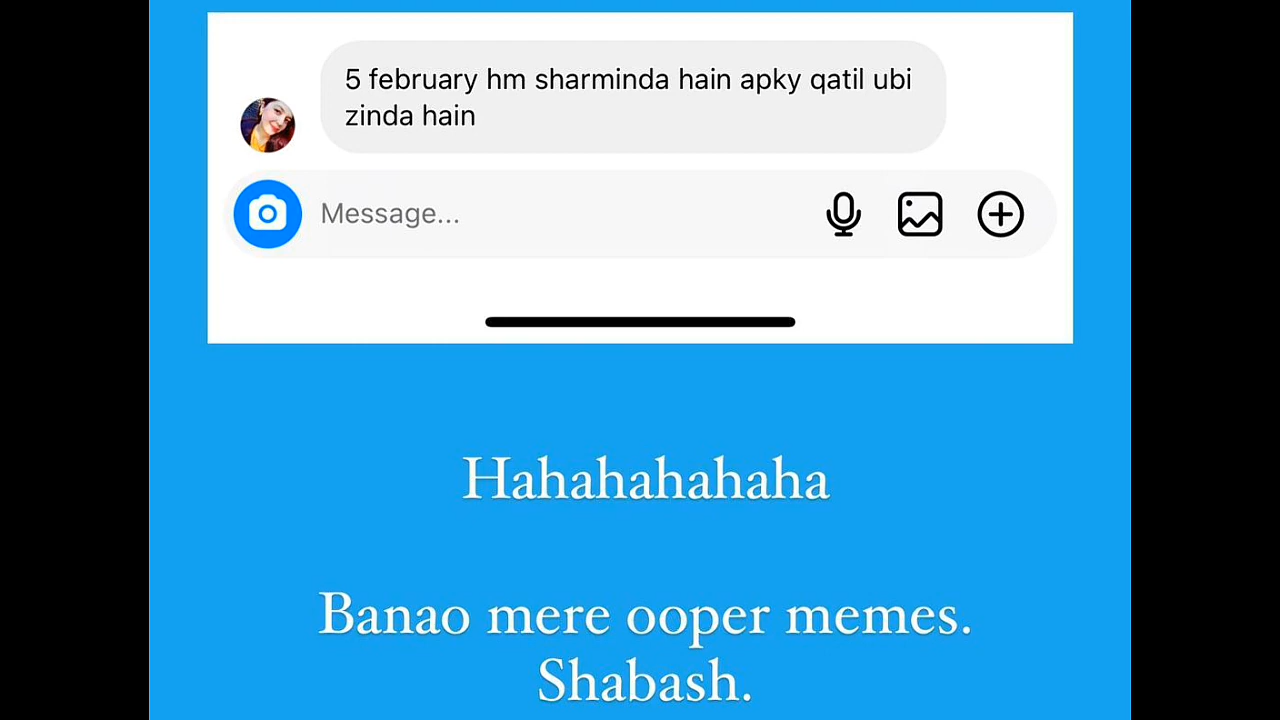 5 february hm sharminda hain apky qatil ubi
zinda hain
Message...
Hahahahahaha
Banao mere ooper memes.
Shabash.